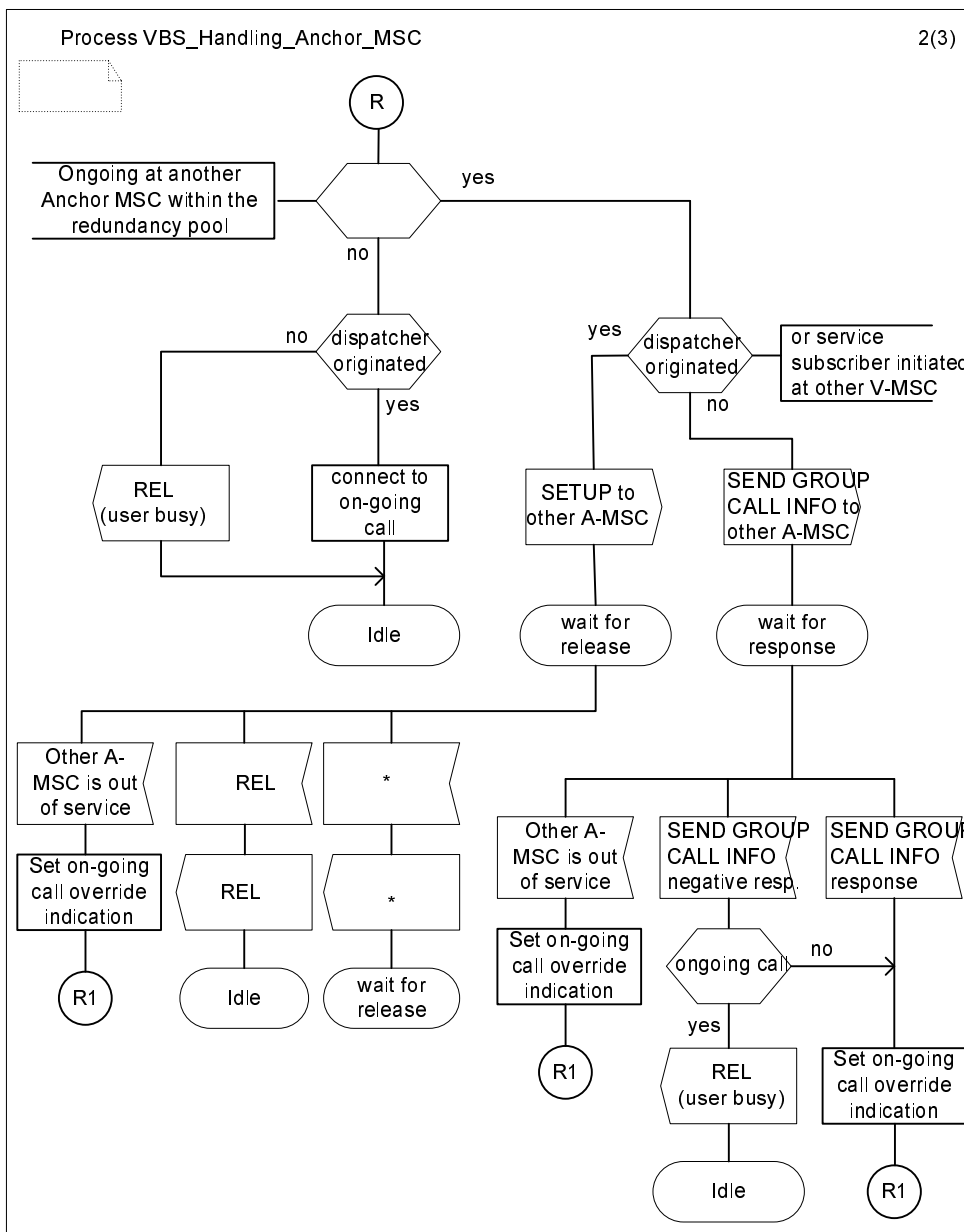 Process VBS_Handling_Anchor_MSC
2(3)
R
Ongoing at another
Anchor MSC within the
redundancy pool
yes
no
no
dispatcher
originated
yes
yes
dispatcher
originated
no
or service
subscriber initiated
at other V-MSC
REL
(user busy)
connect to
on-going
call
SETUP to
other A-MSC
SEND GROUP
CALL INFO to
other A-MSC
Idle
wait for
release
wait for
response
Other A-
MSC is out
of service
REL
*
Set on-going
call override
indication
REL
*
R1
Idle
wait for
release
Other A-
MSC is out
of service
SEND GROUP
CALL INFO
negative resp.
SEND GROUP
CALL INFO
response
Set on-going
call override
indication
ongoing call
no
yes
R1
REL
(user busy)
Set on-going
call override
indication
Idle
R1